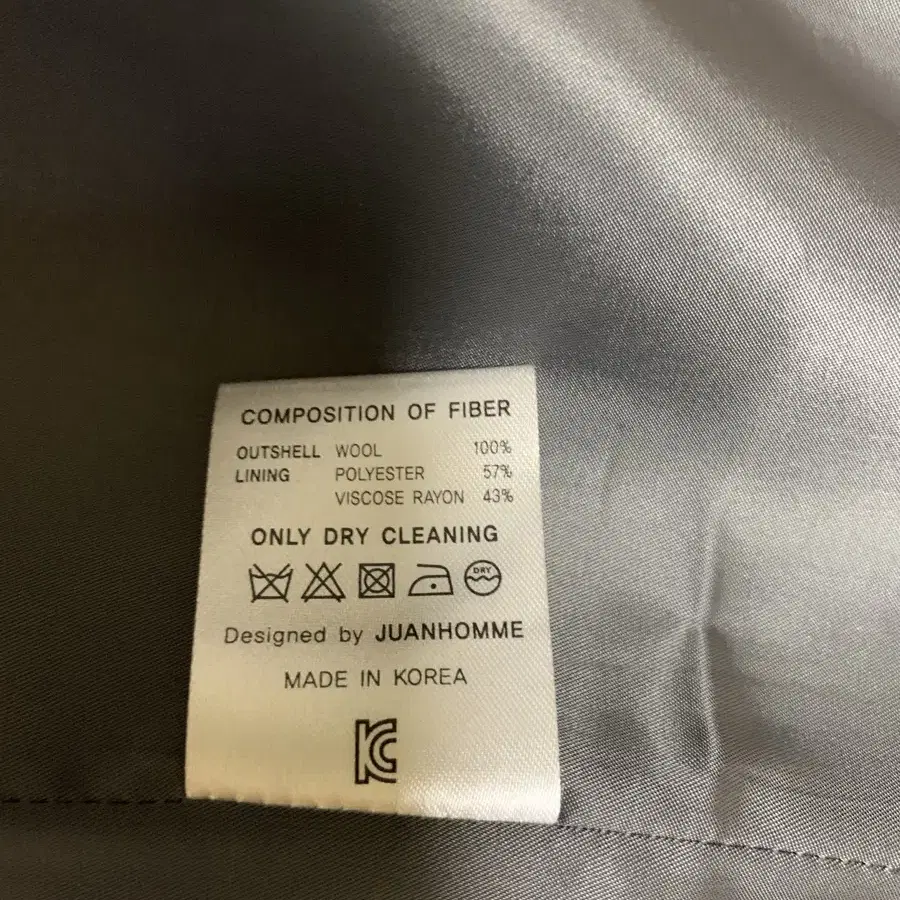 COMPOSITION OF FIBER
OUTSHELL WOOL 100%
LINING POLYESTER 57%
VISCOSE RAYON 43%
ONLY DRY CLEANING
DRY
Designed by JUANHOMME
MADE IN KOREA
KC